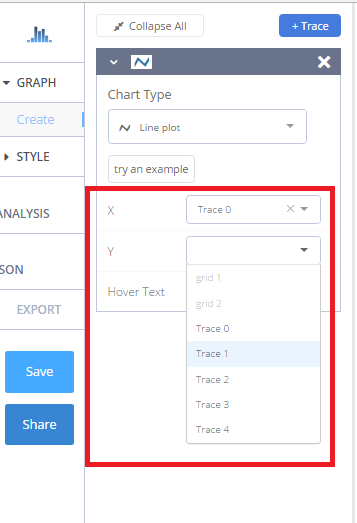 Collapse All
+ Trace
GRAPH
Create
STYLE
ANALYSIS
SON
EXPORT
Save
Share
Chart Type
Line plot
try an example
X
Trace 0
Y
Hover Text
grid 1
grid 2
Trace 0
Trace 1
Trace 2
Trace 3
Trace 4